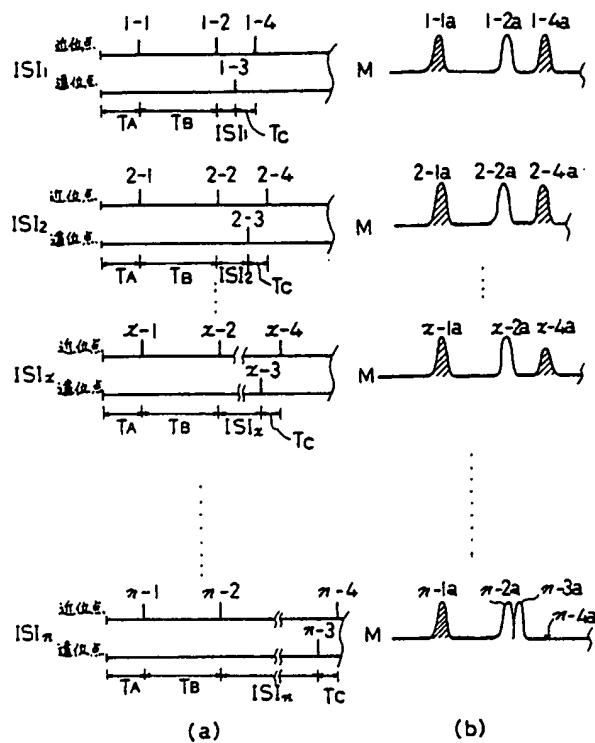 1-1 1-2 1-4 1-1a 1-2a 1-4a
近位点
ISI₁ M
遠位点 1-3
TA TB ISI₁ TC
2-1 2-2 2-4 2-1a 2-2a 2-4a
近位点
ISI₂ 2-3 M
遠位点
TA TB ISI₂ TC
x-1 x-2 x-4 x-1a x-2a x-4a
近位点
ISIx x-3 M
遠位点
TA TB ISIx TC
n-1 n-2 n-4 n-1a n-2a n-3a
近位点 n-4a
ISIn n-3 M
遠位点
TA TB ISIn TC
(a) (b)